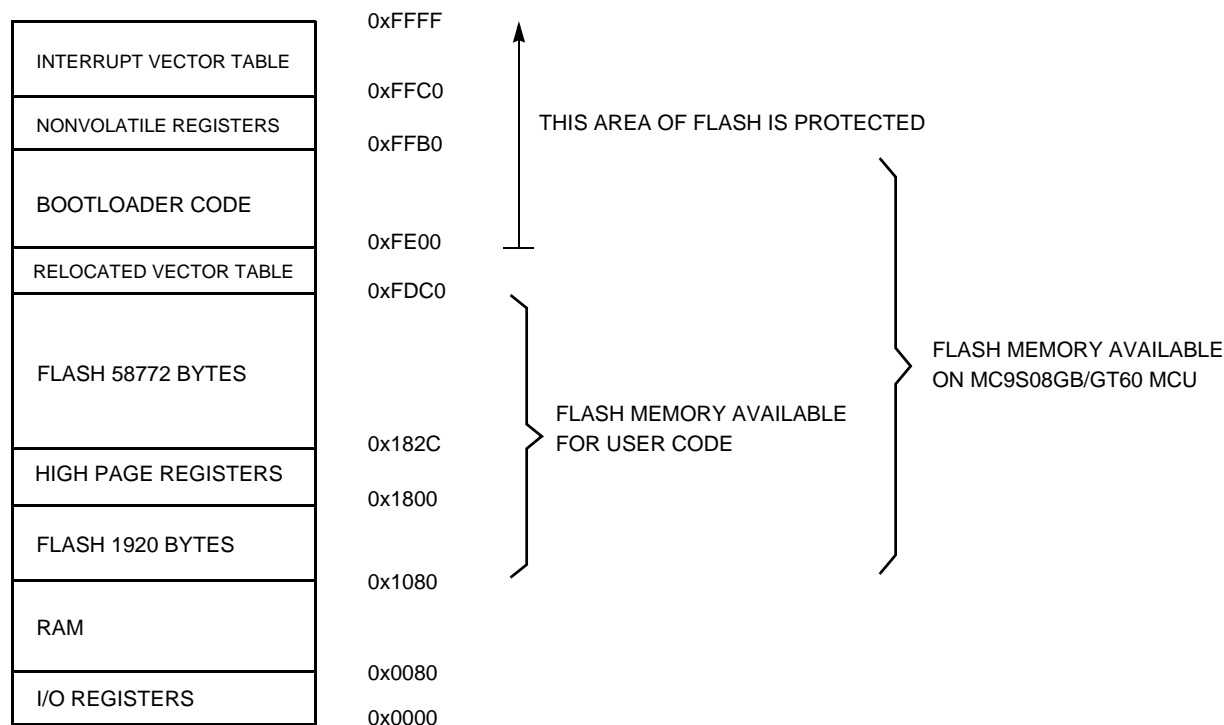 0xFFFF
INTERRUPT VECTOR TABLE
0xFFC0
NONVOLATILE REGISTERS
THIS AREA OF FLASH IS PROTECTED
0xFFB0
BOOTLOADER CODE
0xFE00
RELOCATED VECTOR TABLE
0xFDC0
FLASH 58772 BYTES
FLASH MEMORY AVAILABLE
ON MC9S08GB/GT60 MCU
FLASH MEMORY AVAILABLE
FOR USER CODE
0x182C
HIGH PAGE REGISTERS
0x1800
FLASH 1920 BYTES
0x1080
RAM
0x0080
I/O REGISTERS
0x0000